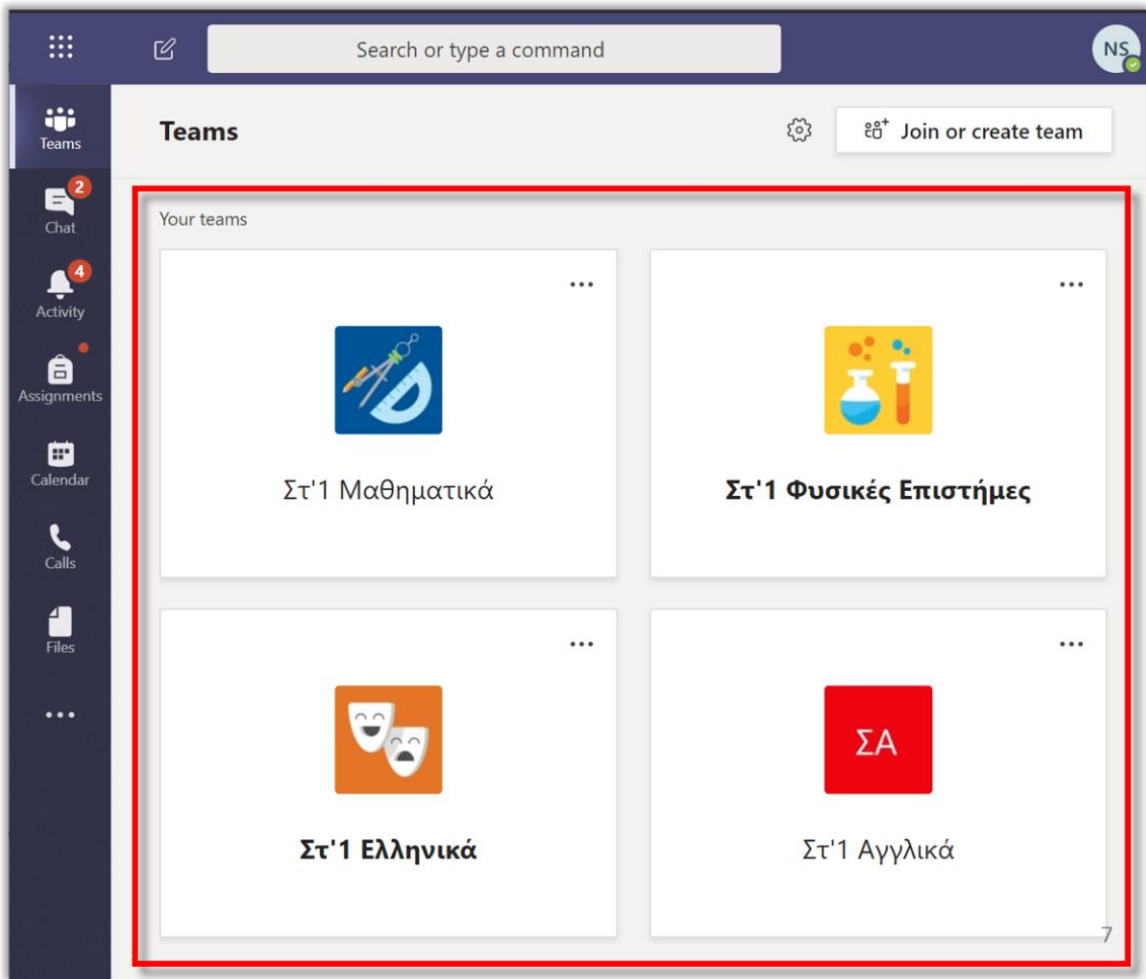 Search or type a command
NS
Teams
Chat
2
Activity
4
Assignments
Calendar
Calls
Files
Teams
Join or create team
Your teams
Στ'1 Μαθηματικά
Στ'1 Φυσικές Επιστήμες
Στ'1 Ελληνικά
ΣΑ
Στ'1 Αγγλικά
7